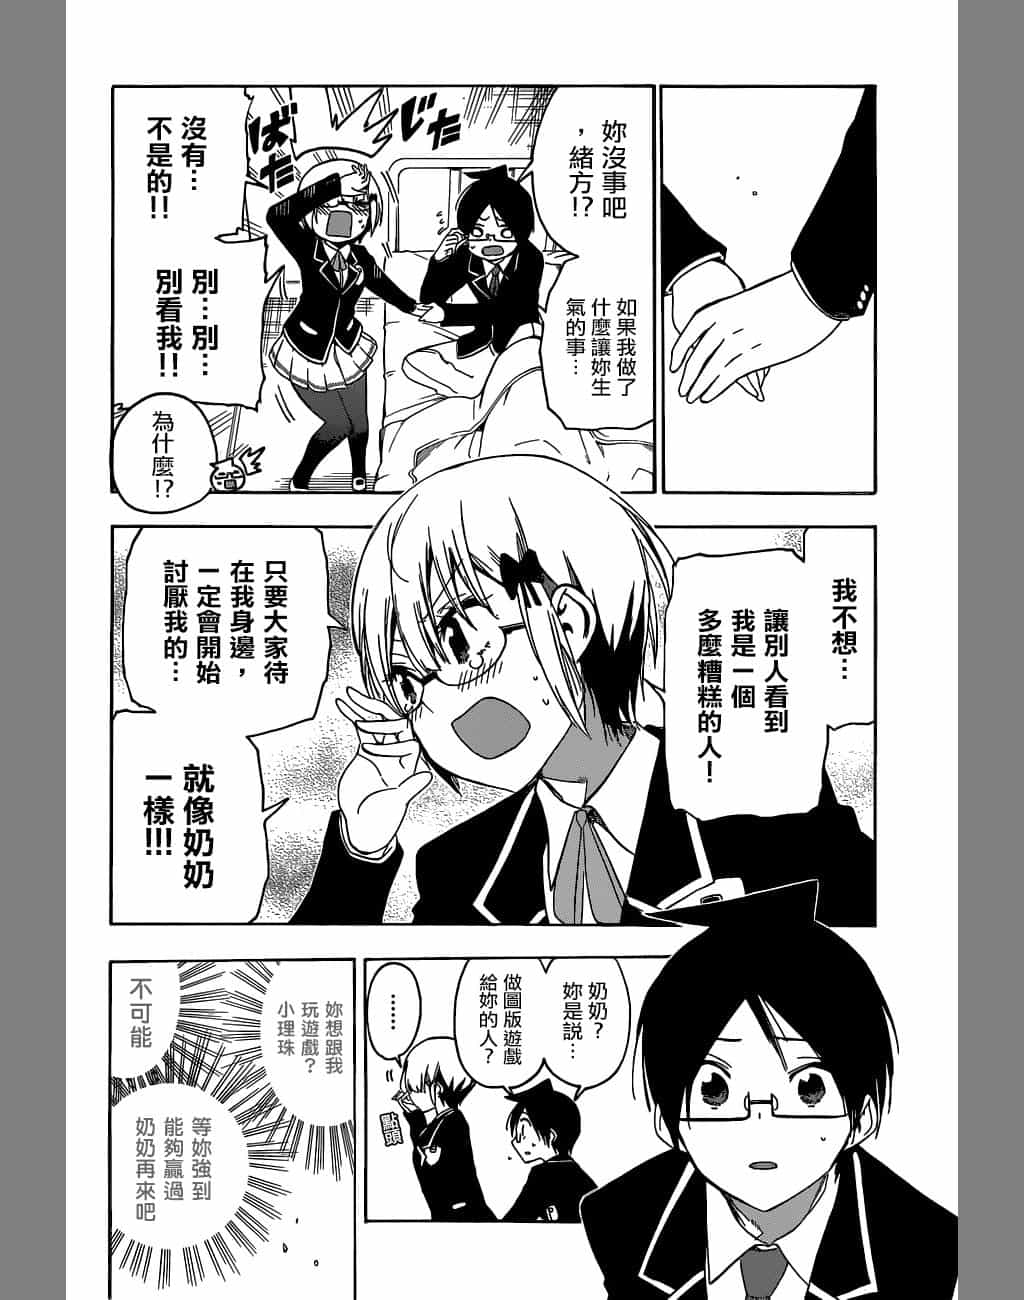 妳沒事吧
，緒方!?
如果我做了
什麼讓妳生
氣的事…
じた
ばた
沒有…
不是的!!
別…別…
別看我!!
為什麼!?
我不想…
讓別人看到
我是一個
多麼糟糕的人！
只要大家待
在我身邊，
一定會開始
討厭我的…
就像奶奶
一樣!!!
奶奶？
妳是說…
做圖版遊戲
給妳的人？
……
點頭
妳想跟我
玩遊戲？
小理珠
不可能
等妳強到
能夠贏過
奶奶再來吧